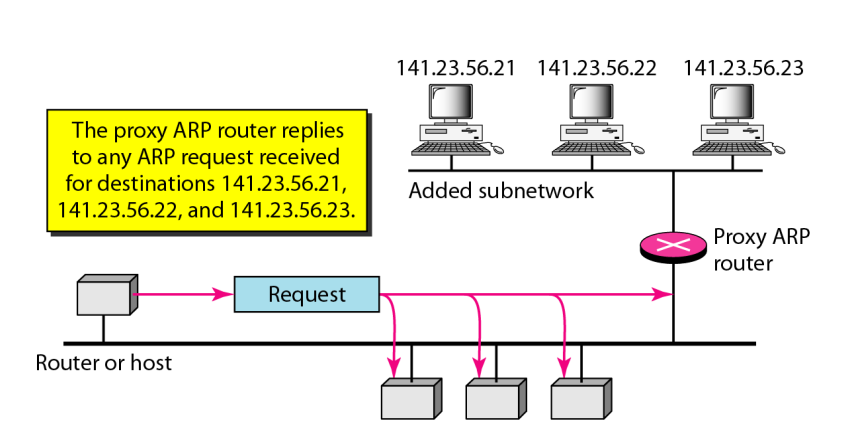 141.23.56.21 141.23.56.22 141.23.56.23
The proxy ARP router replies
to any ARP request received
for destinations 141.23.56.21,
141.23.56.22, and 141.23.56.23.
Added subnetwork
Proxy ARP
router
Request
Router or host